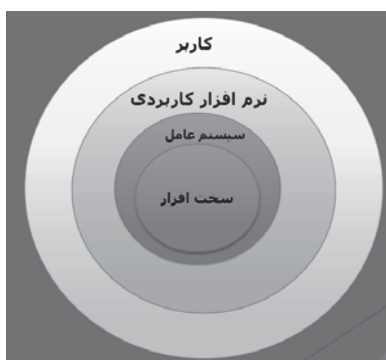 کاربر
نرم افزار کاربردی
سیستم عامل
سخت افزار